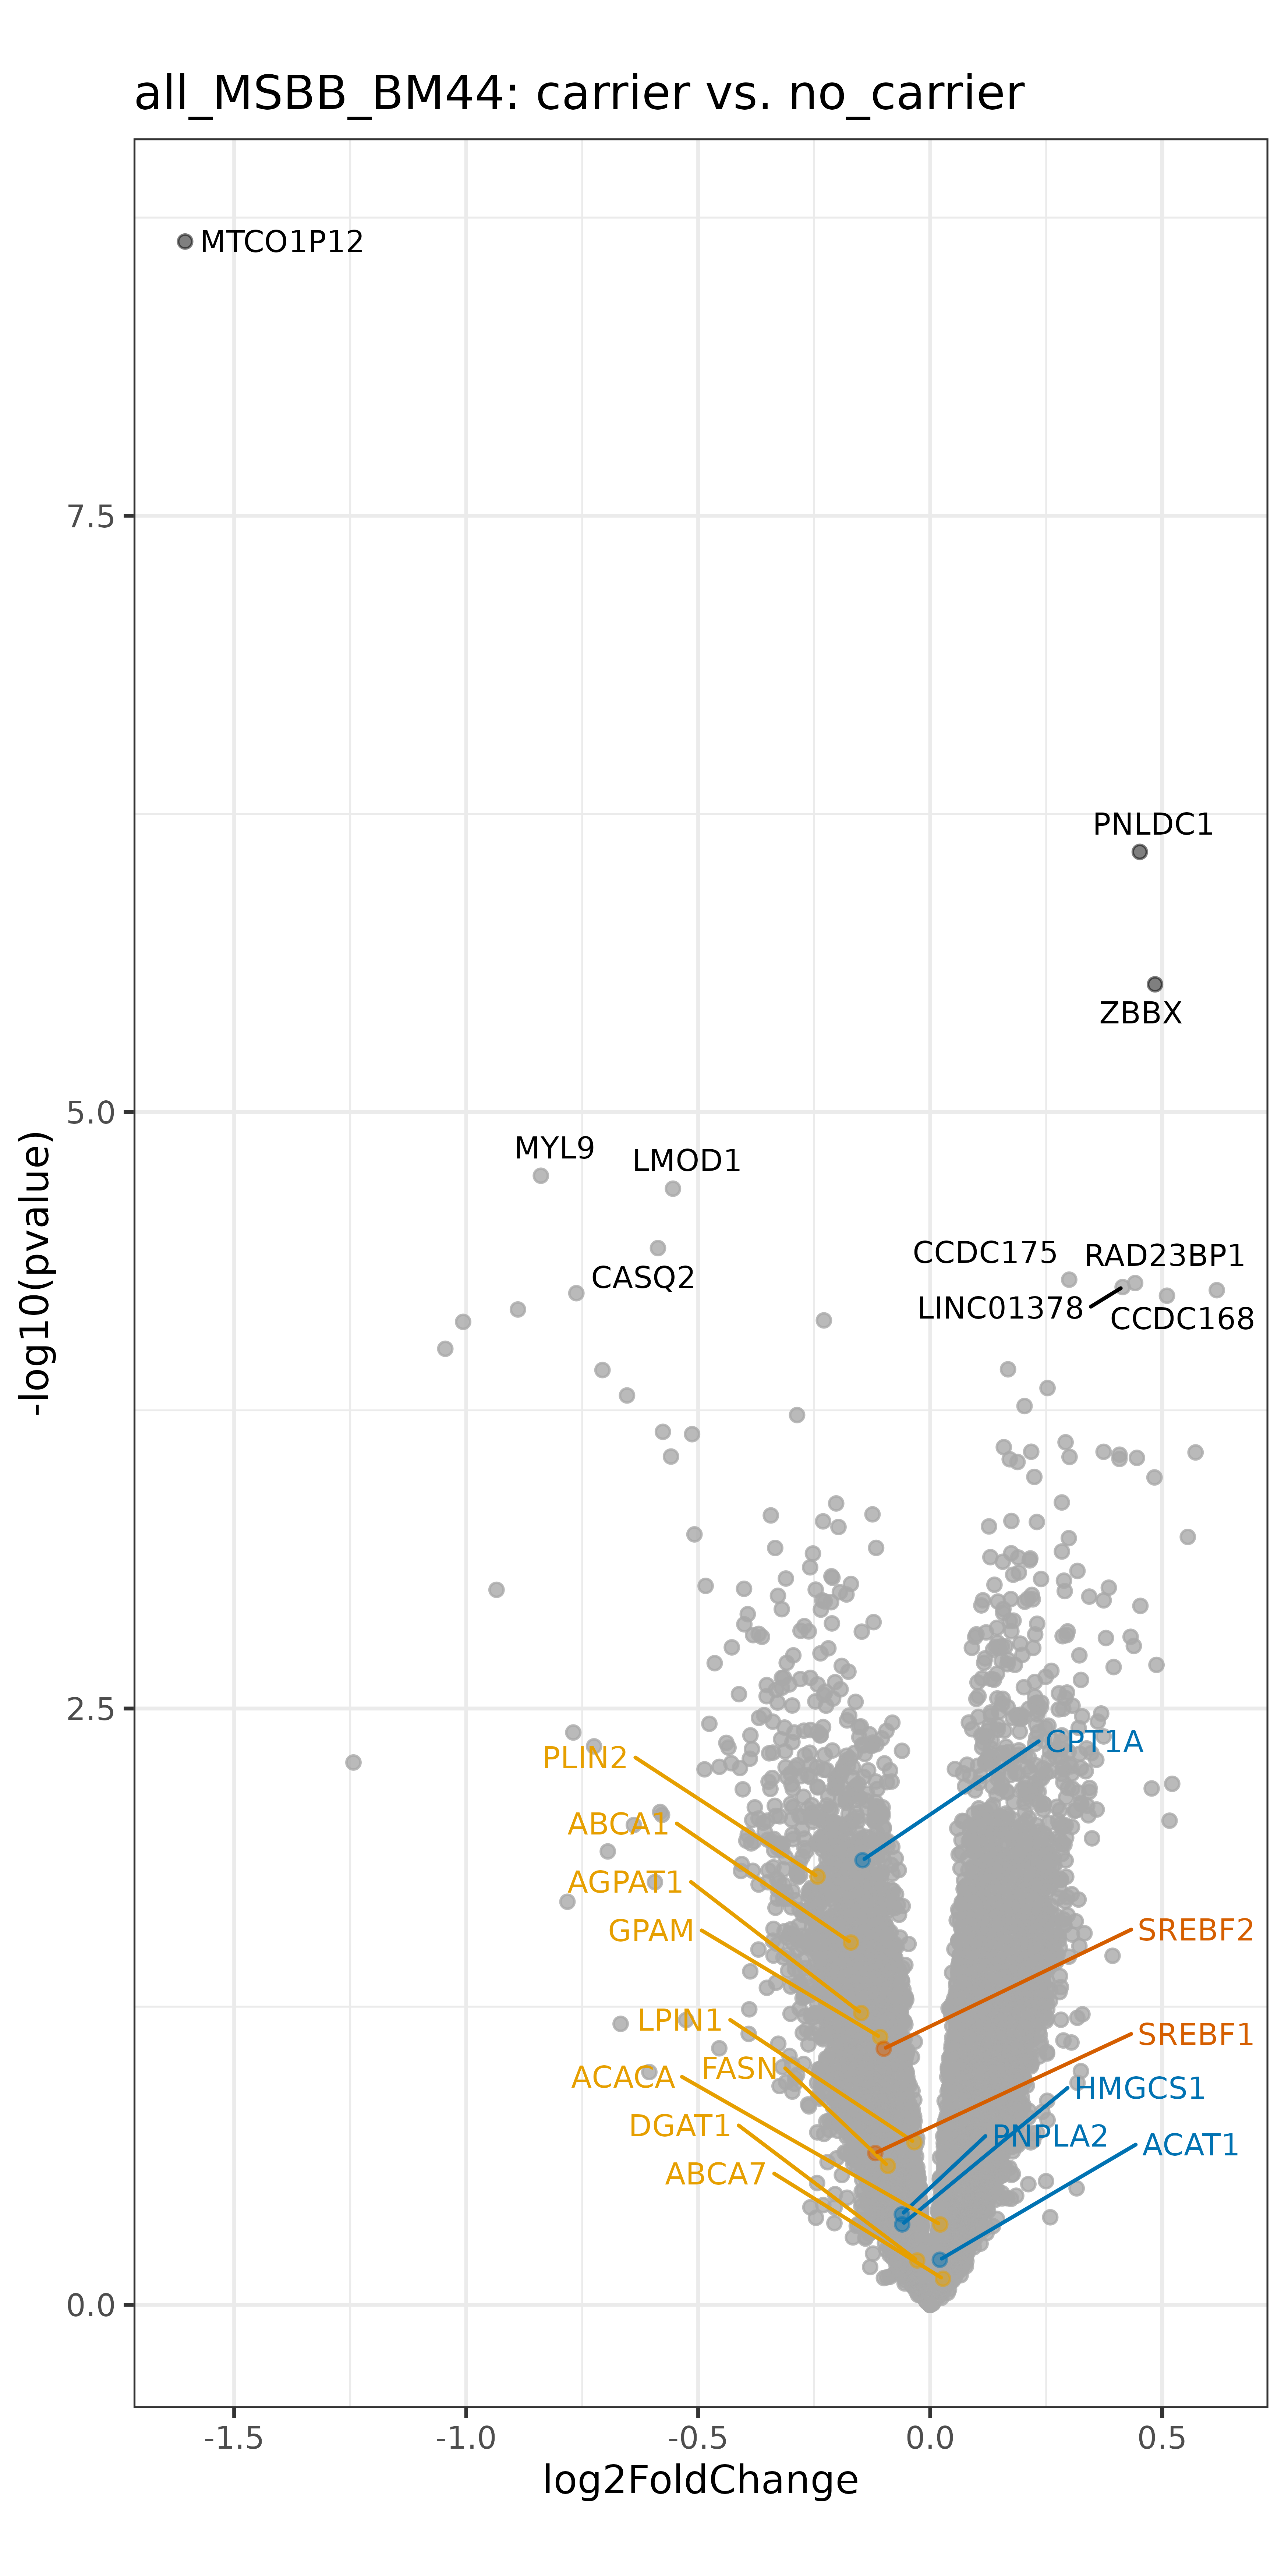 all_MSBB_BM44: carrier vs. no_carrier
MTCO1P12
7.5
PNLDC1
ZBBX
5.0
-log10(pvalue)
MYL9
LMOD1
CCDC175
RAD23BP1
CASQ2
LINC01378
CCDC168
2.5
CPT1A
PLIN2
ABCA1
AGPAT1
GPAM
SREBF2
LPIN1
SREBF1
FASN
ACACA
HMGCS1
DGAT1
PNPLA2
ACAT1
ABCA7
0.0
-1.5
-1.0
-0.5
0.0
0.5
log2FoldChange